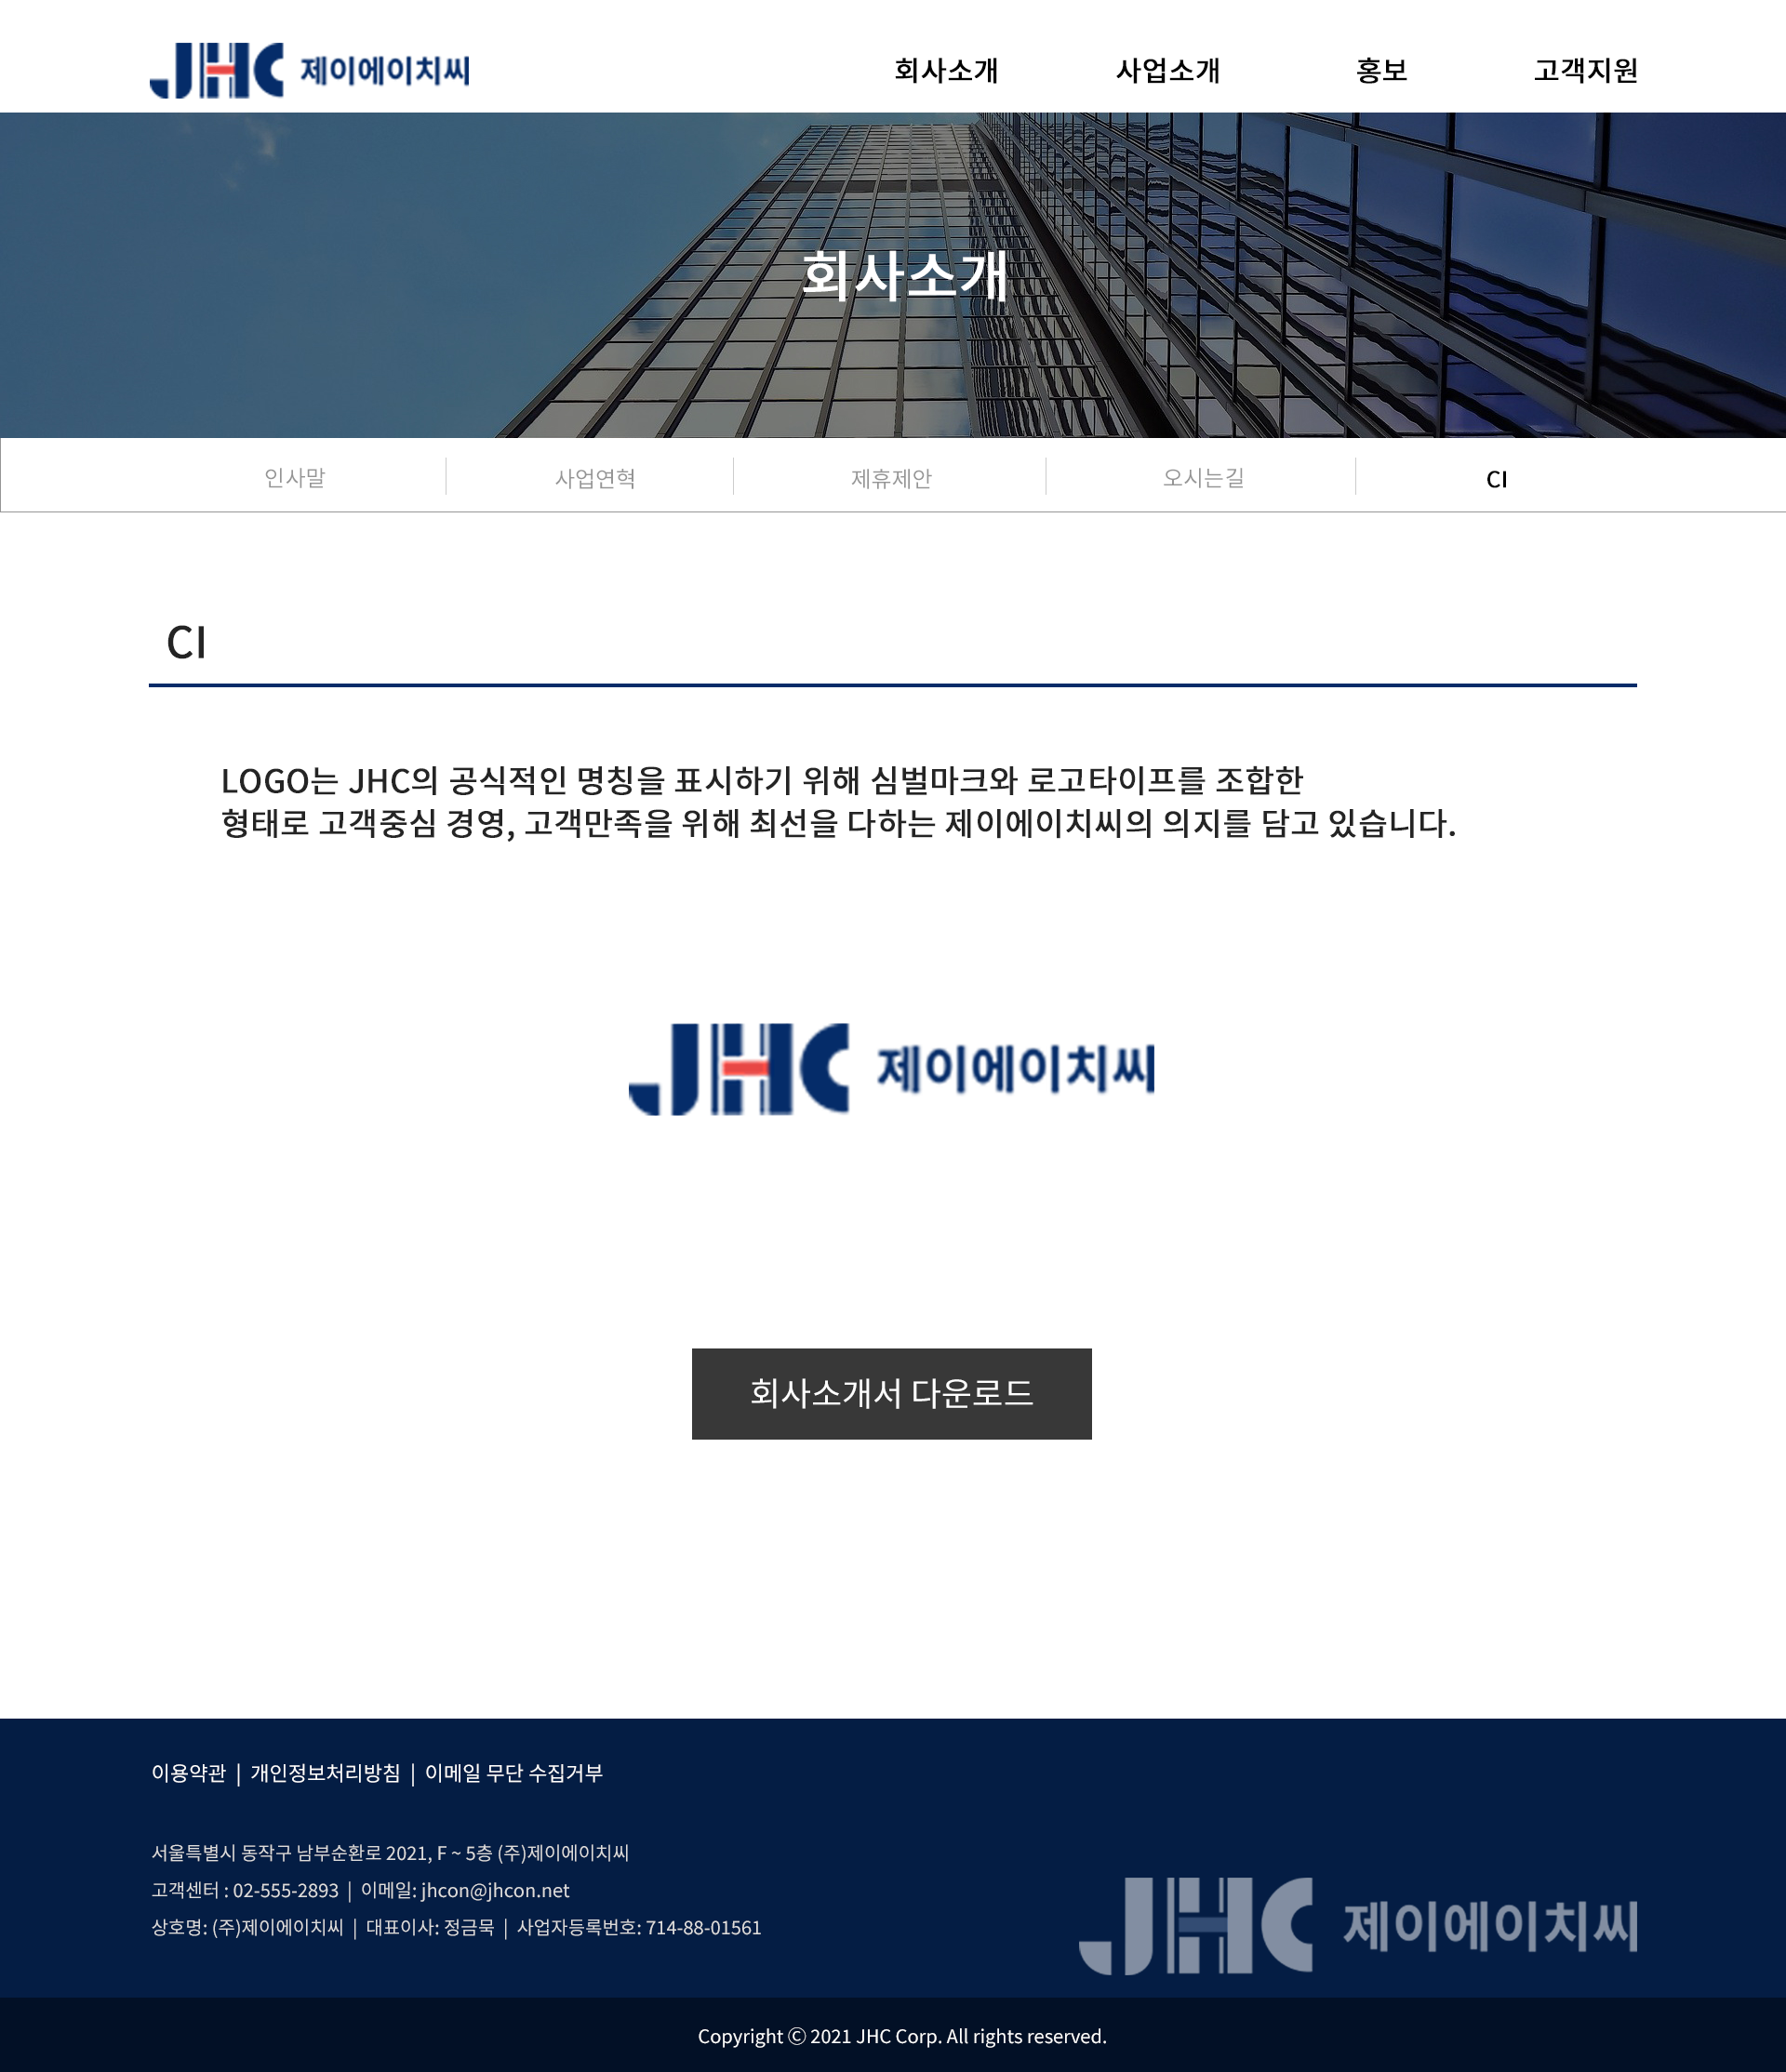 JHC 제이에이치씨
회사소개 사업소개 홍보 고객지원
회사소개
인사말 사업연혁 제휴제안 오시는길 CI
CI
LOGO는 JHC의 공식적인 명칭을 표시하기 위해 심벌마크와 로고타이프를 조합한
형태로 고객중심 경영, 고객만족을 위해 최선을 다하는 제이에이치씨의 의지를 담고 있습니다.
JHC 제이에이치씨
회사소개서 다운로드
이용약관 | 개인정보처리방침 | 이메일 무단 수집거부
서울특별시 동작구 남부순환로 2021, F ~ 5층 (주)제이에이치씨
고객센터 : 02-555-2893 | 이메일: jhcon@jhcon.net
상호명: (주)제이에이치씨 | 대표이사: 정금묵 | 사업자등록번호: 714-88-01561
JHC 제이에이치씨
Copyright ⓒ 2021 JHC Corp. All rights reserved.